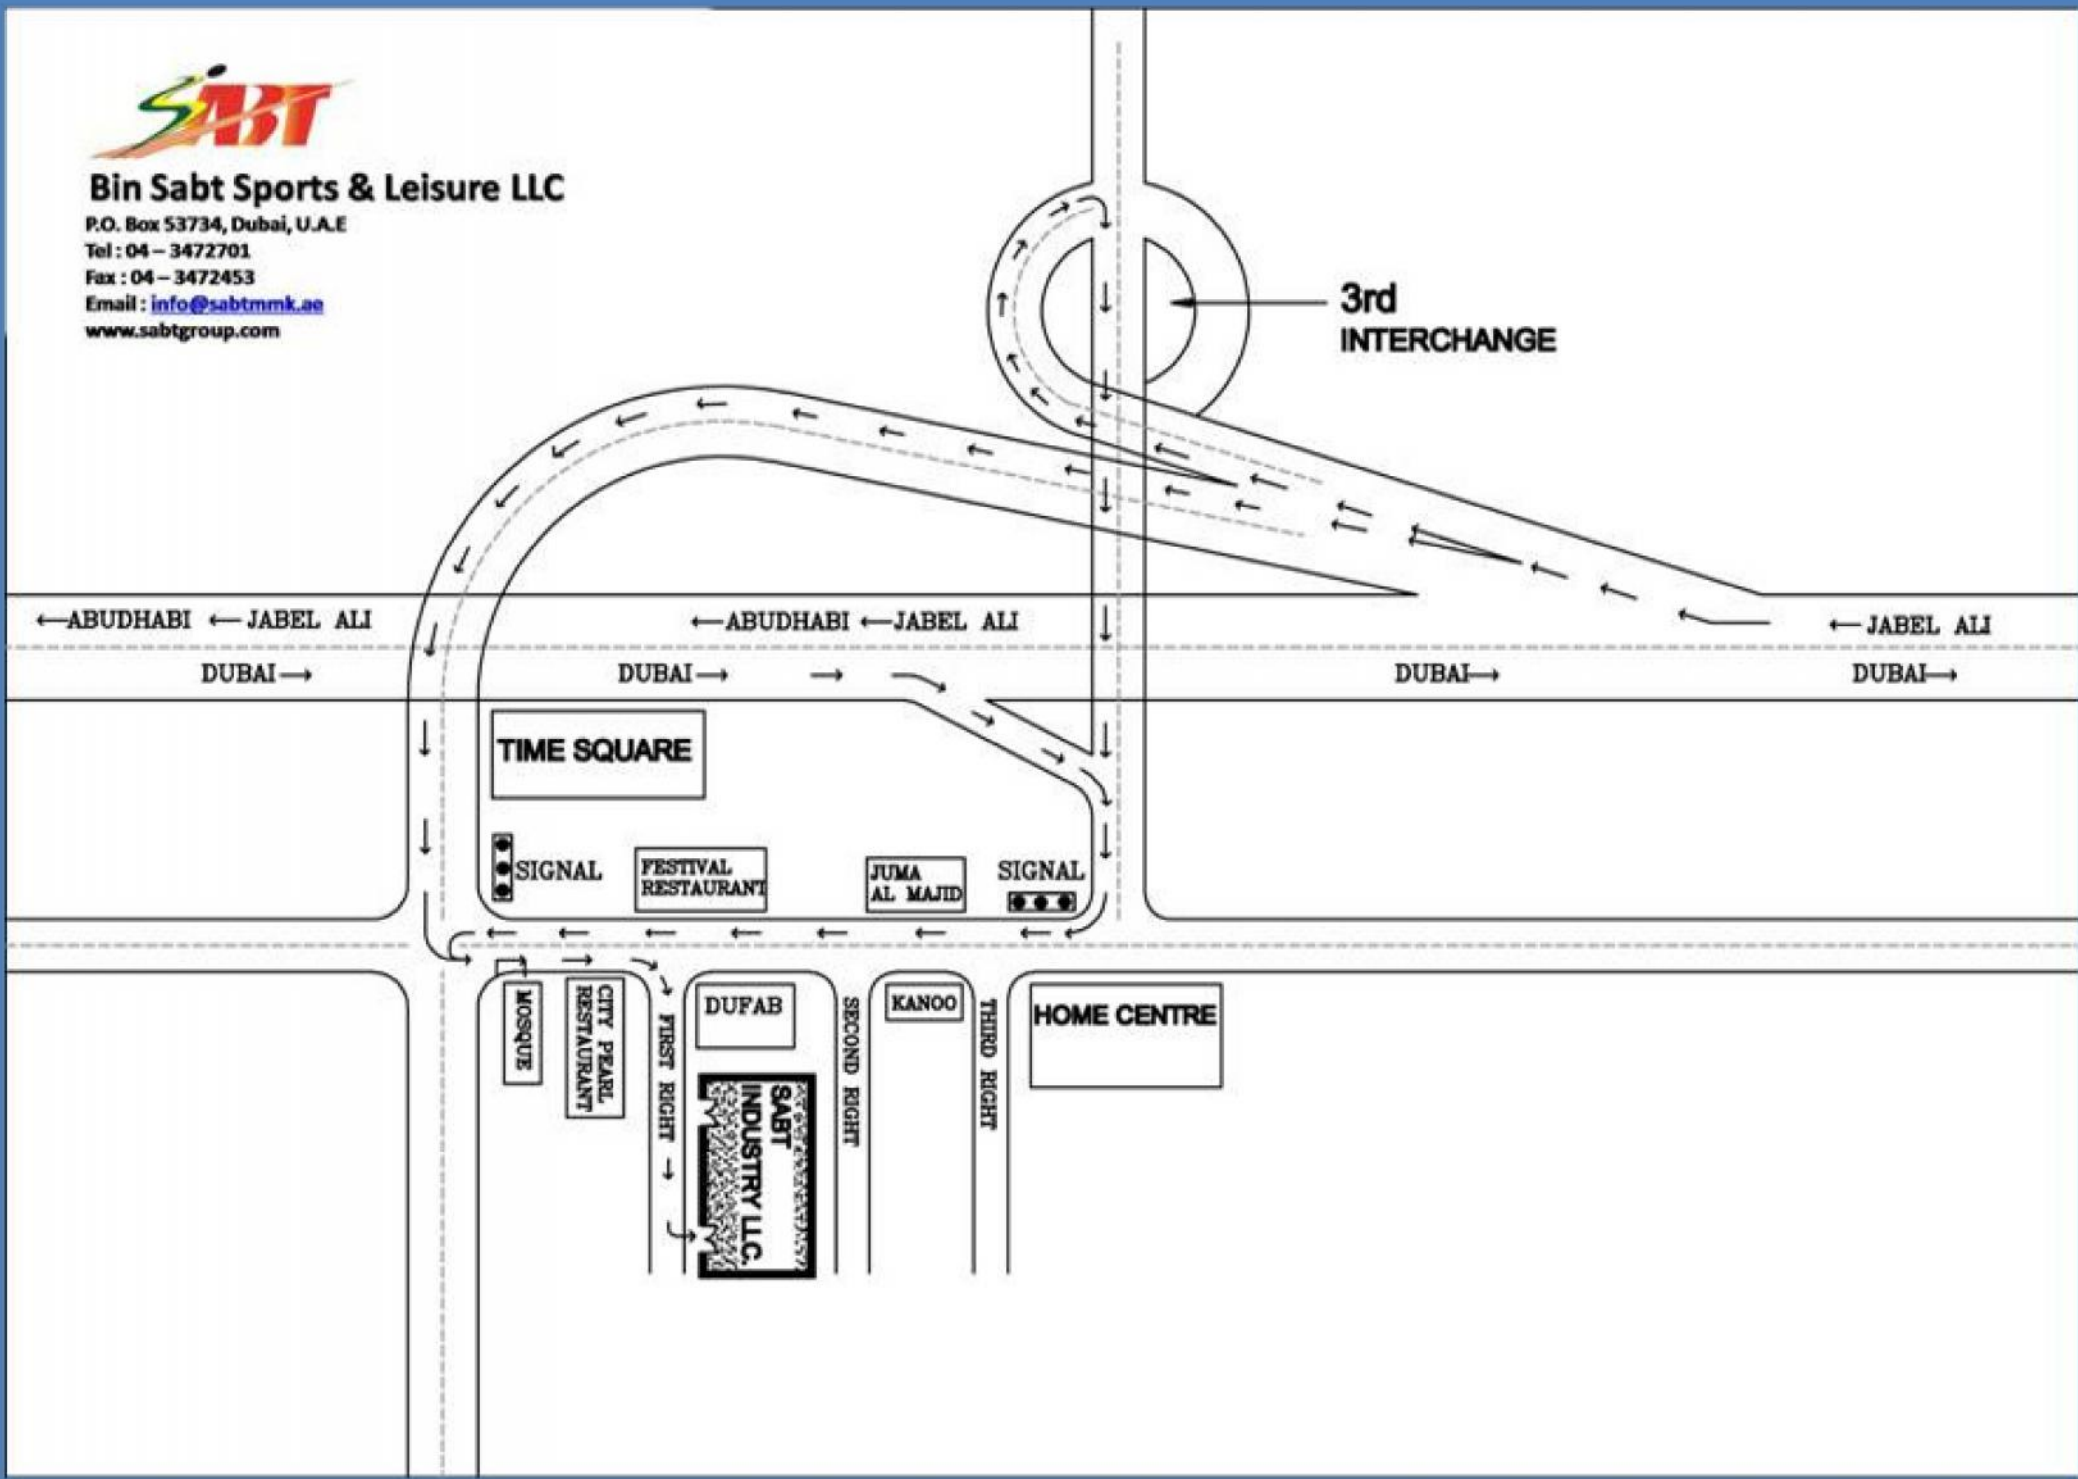 SABT
Bin Sabt Sports & Leisure LLC
P.O. Box 53734, Dubai, U.A.E
Tel : 04 – 3472701
Fax : 04 – 3472453
Email : info@sabtmmk.ae
www.sabtgroup.com
3rd
INTERCHANGE
←ABUDHABI ←JABEL ALI
←ABUDHABI ←JABEL ALI
←JABEL ALI
DUBAI→
DUBAI→
DUBAI→
DUBAI→
TIME SQUARE
SIGNAL
FESTIVAL
RESTAURANT
JUMA
AL MAJID
SIGNAL
MOSQUE
CITY PEARL
RESTAURANT
FIRST RIGHT
DUFAB
SABT
INDUSTRY LLC.
SECOND RIGHT
KANOO
THIRD RIGHT
HOME CENTRE